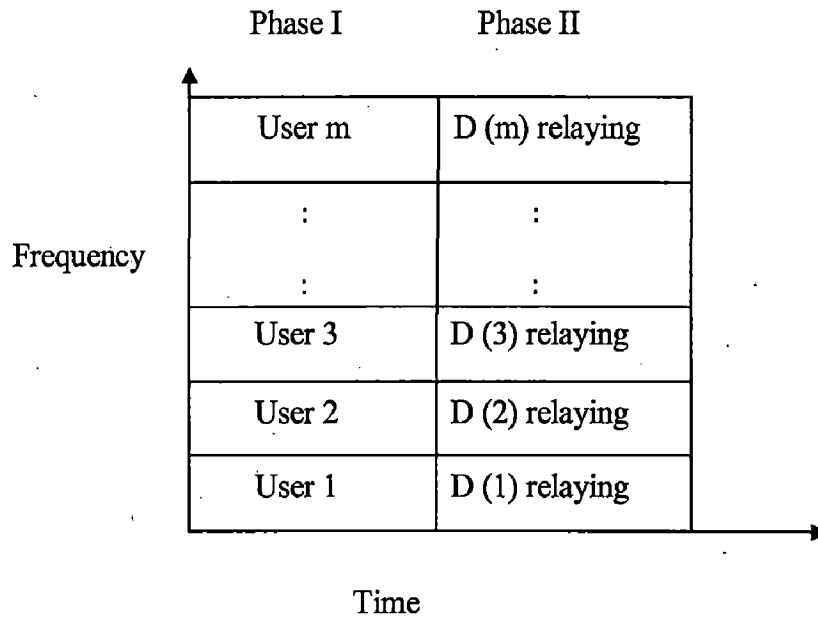 Phase I Phase II
User m D (m) relaying
: :
Frequency
: :
User 3 D (3) relaying
User 2 D (2) relaying
User 1 D (1) relaying
Time